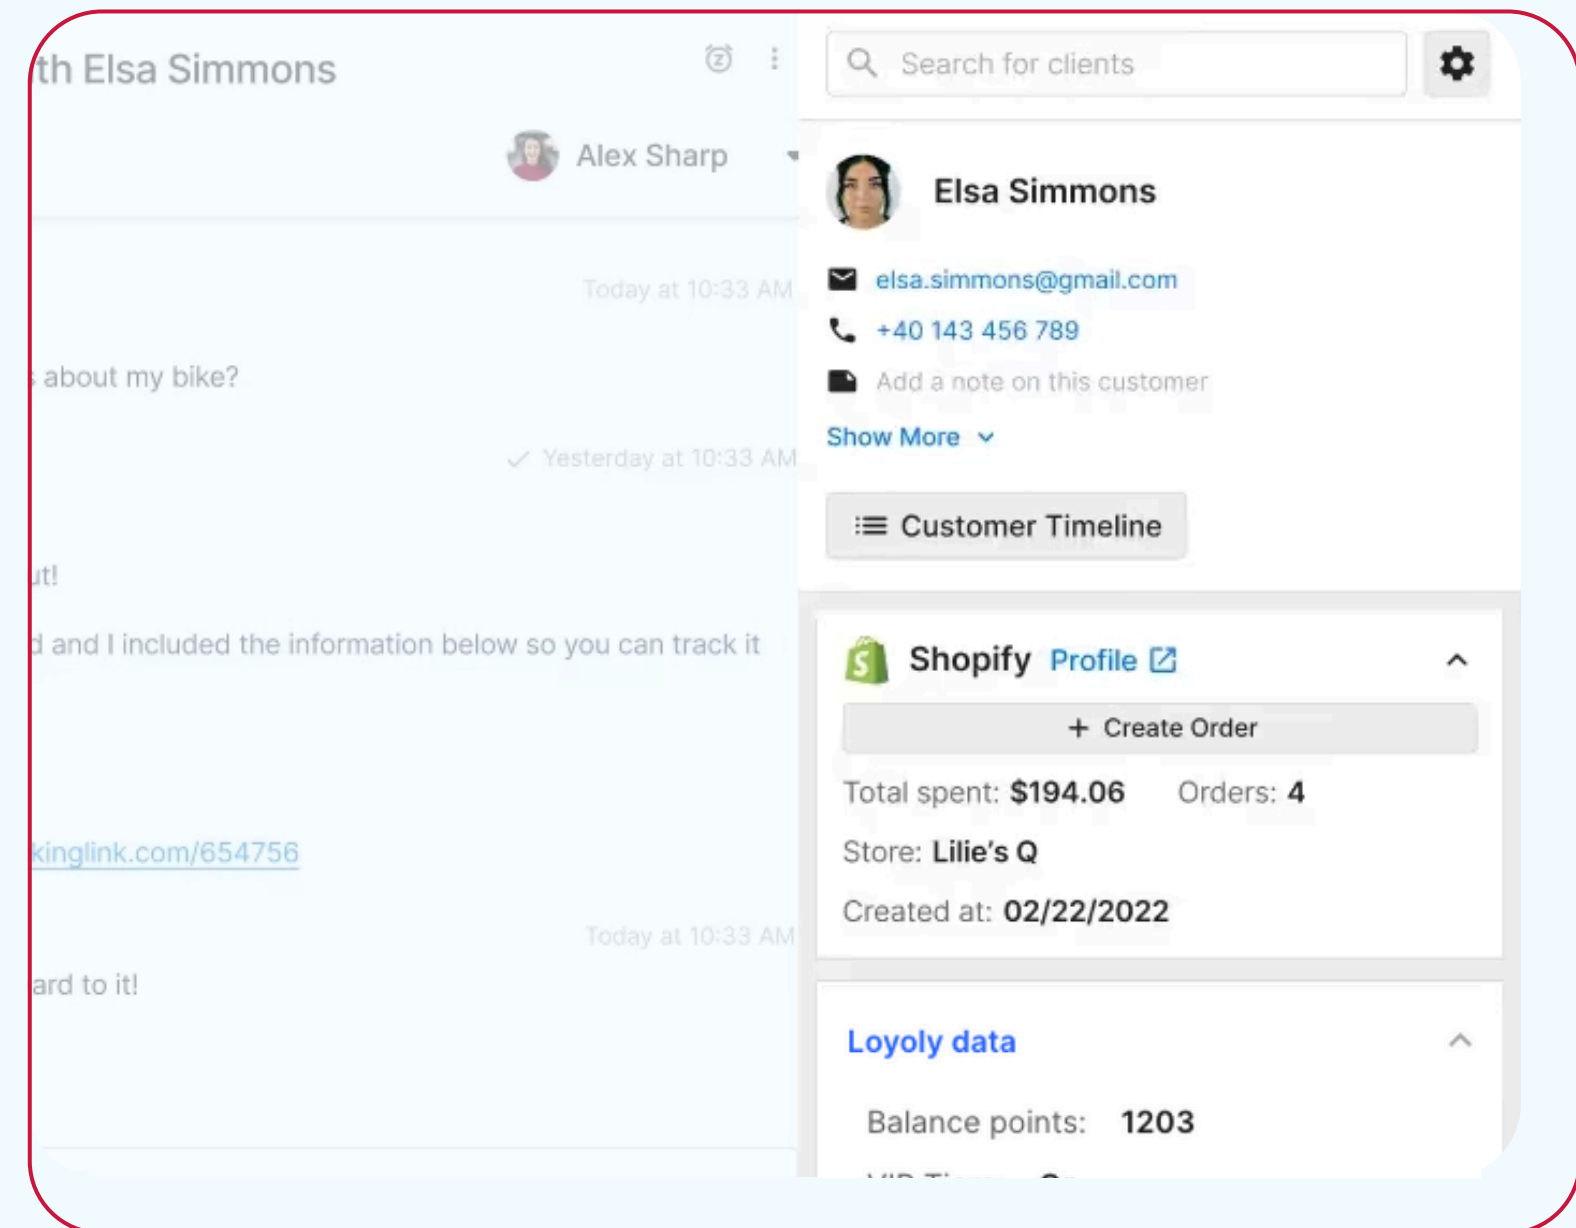 th Elsa Simmons
Alex Sharp
Today at 10:33 AM
about my bike?
Yesterday at 10:33 AM
ut!
d and I included the information below so you can track it
kinglink.com/654756
Today at 10:33 AM
ard to it!
Search for clients
Elsa Simmons
elsa.simmons@gmail.com
+40 143 456 789
Add a note on this customer
Show More
Customer Timeline
Shopify Profile
+ Create Order
Total spent: $194.06 Orders: 4
Store: Lilie's Q
Created at: 02/22/2022
Loyoly data
Balance points: 1203